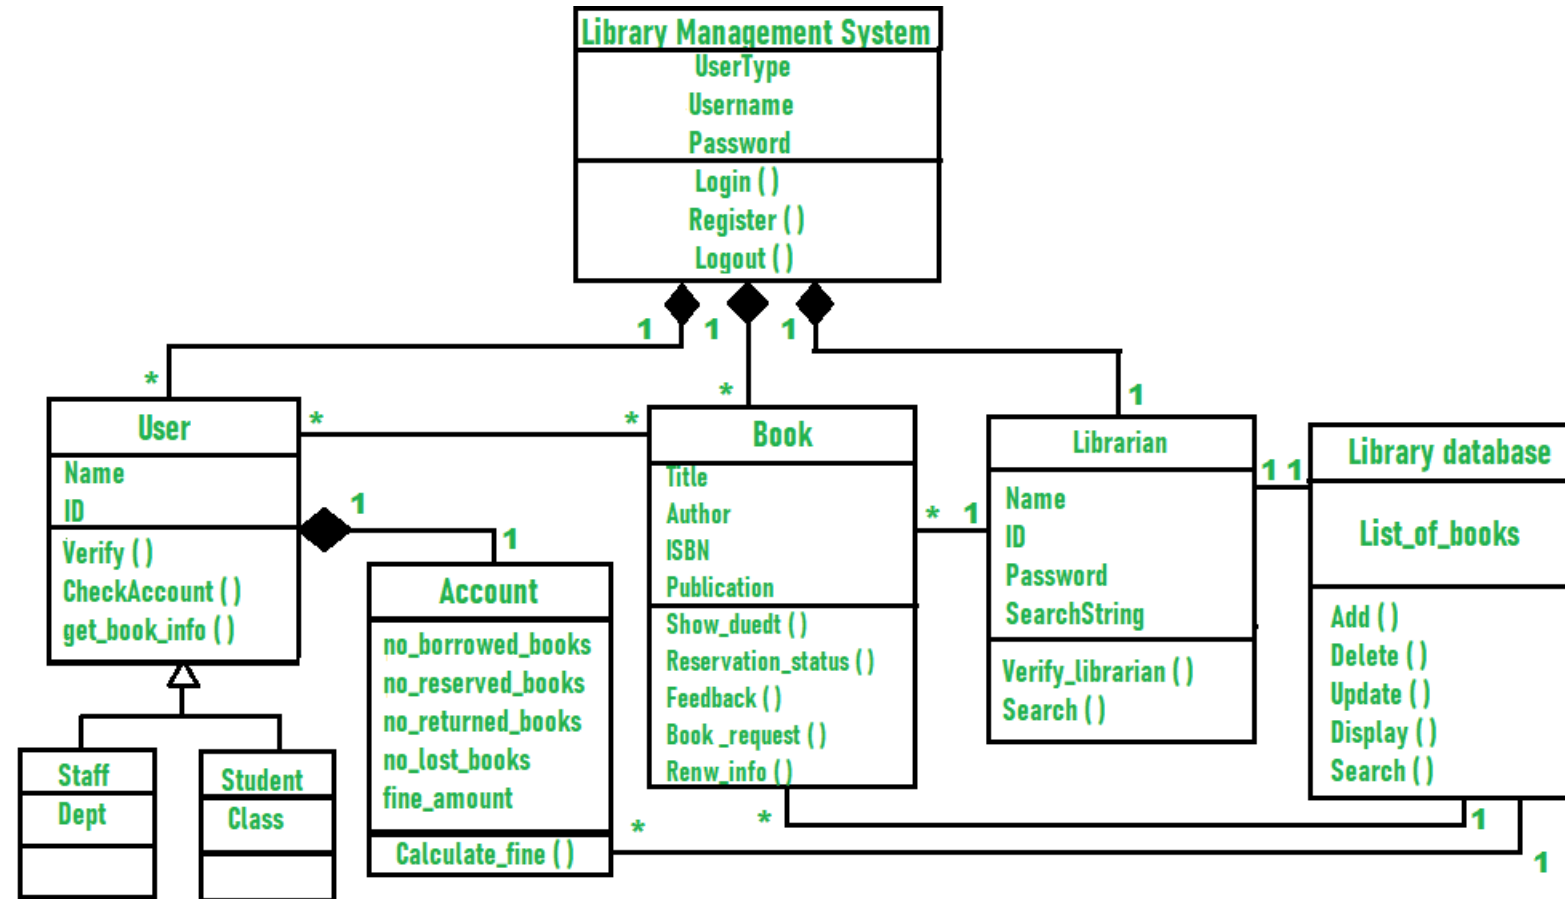 Library Management System
UserType
Username
Password
Login ( )
Register ( )
Logout ( )
1
1
1
*
*
1
User
Name
ID
Verify ( )
CheckAccount ( )
get_book_info ( )
*
*
1
1
Book
Title
Author
ISBN
Publication
Show_duedt ( )
Reservation_status ( )
Feedback ( )
Book_request ( )
Renw_info ( )
*
1
Librarian
Name
ID
Password
SearchString
Verify_librarian ( )
Search ( )
1 1
Library database
List_of_books
Add ( )
Delete ( )
Update ( )
Display ( )
Search ( )
Account
no_borrowed_books
no_reserved_books
no_returned_books
no_lost_books
fine_amount
Calculate_fine ( )
Staff
Dept
Student
Class
*
*
1
1